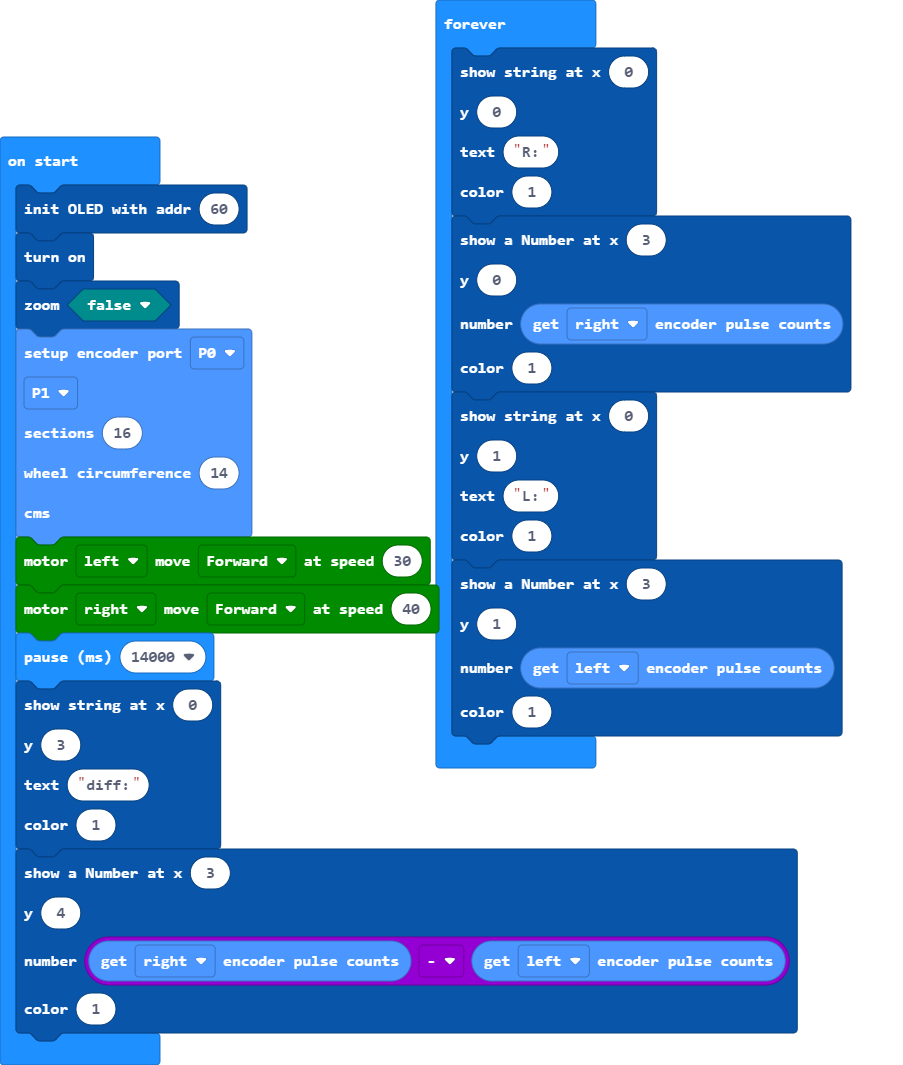 on start
init OLED with addr 60
turn on
zoom false
setup encoder port P0
P1
sections 16
wheel circumference 14
cms
motor left move Forward at speed 30
motor right move Forward at speed 40
pause (ms) 14000
show string at x 0
y 3
text "diff:"
color 1
show a Number at x 3
y 4
number get right encoder pulse counts - get left encoder pulse counts
color 1
forever
show string at x 0
y 0
text "R:"
color 1
show a Number at x 3
y 0
number get right encoder pulse counts
color 1
show string at x 0
y 1
text "L:"
color 1
show a Number at x 3
y 1
number get left encoder pulse counts
color 1